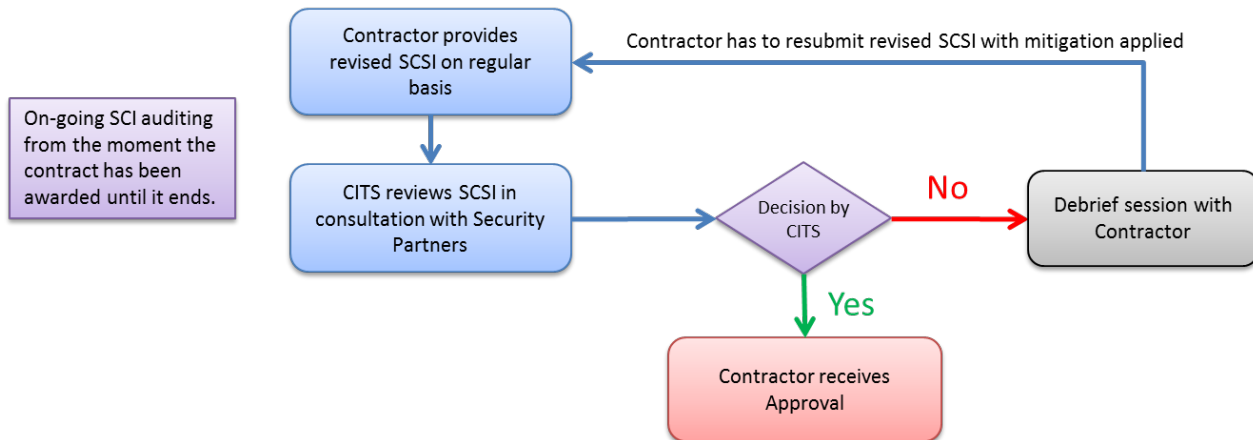 Contractor provides
revised SCSI on regular
basis
Contractor has to resubmit revised SCSI with mitigation applied
On-going SCI auditing
from the moment the
contract has been
awarded until it ends.
CITS reviews SCSI in
consultation with Security
Partners
Decision by
CITS
No
Debrief session with
Contractor
Yes
Contractor receives
Approval